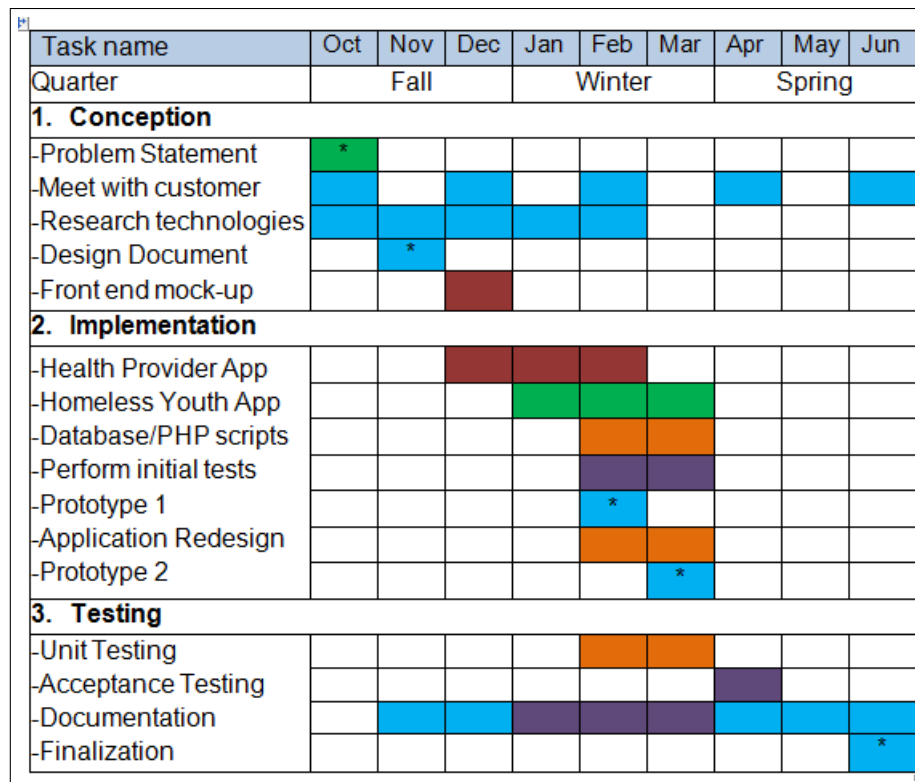 Task name Oct Nov Dec Jan Feb Mar Apr May Jun
Quarter Fall Winter Spring
1. Conception
-Problem Statement *
-Meet with customer
-Research technologies
-Design Document *
-Front end mock-up
2. Implementation
-Health Provider App
-Homeless Youth App
-Database/PHP scripts
-Perform initial tests
-Prototype 1 *
-Application Redesign
-Prototype 2 *
3. Testing
-Unit Testing
-Acceptance Testing
-Documentation
-Finalization *